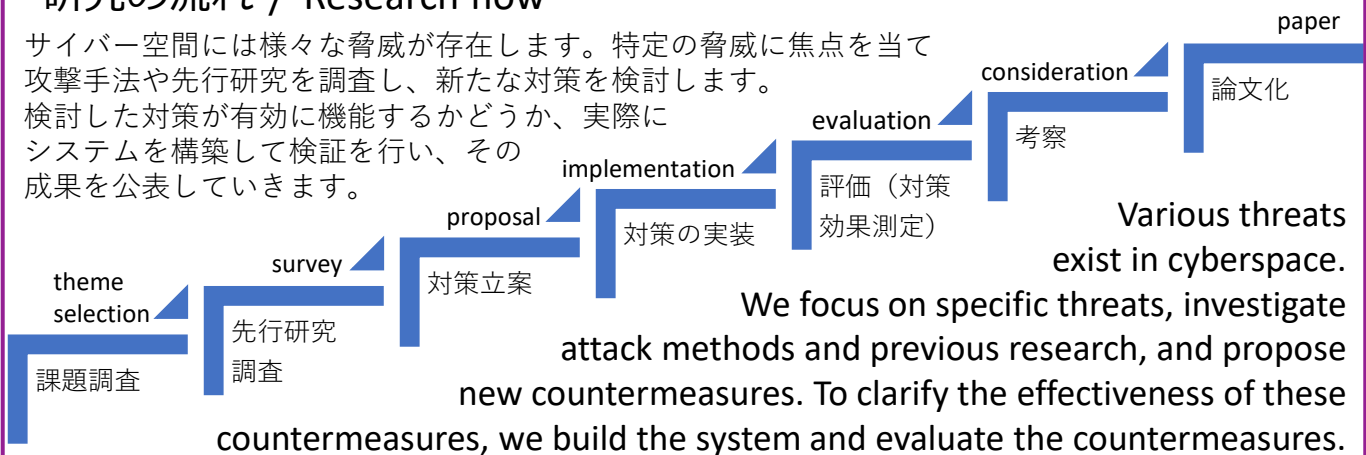 研究の流れ / Research flow
サイバー空間には様々な脅威が存在します。特定の脅威に焦点を当て
攻撃手法や先行研究を調査し、新たな対策を検討します。
検討した対策が有効に機能するかどうか、実際に
システムを構築して検証を行い、その
成果を公表していきます。
theme
selection
課題調査
survey
先行研究
調査
proposal
対策立案
implementation
対策の実装
evaluation
評価（対策
効果測定）
consideration
考察
paper
論文化
Various threats
exist in cyberspace.
We focus on specific threats, investigate
attack methods and previous research, and propose
new countermeasures. To clarify the effectiveness of these
countermeasures, we build the system and evaluate the countermeasures.